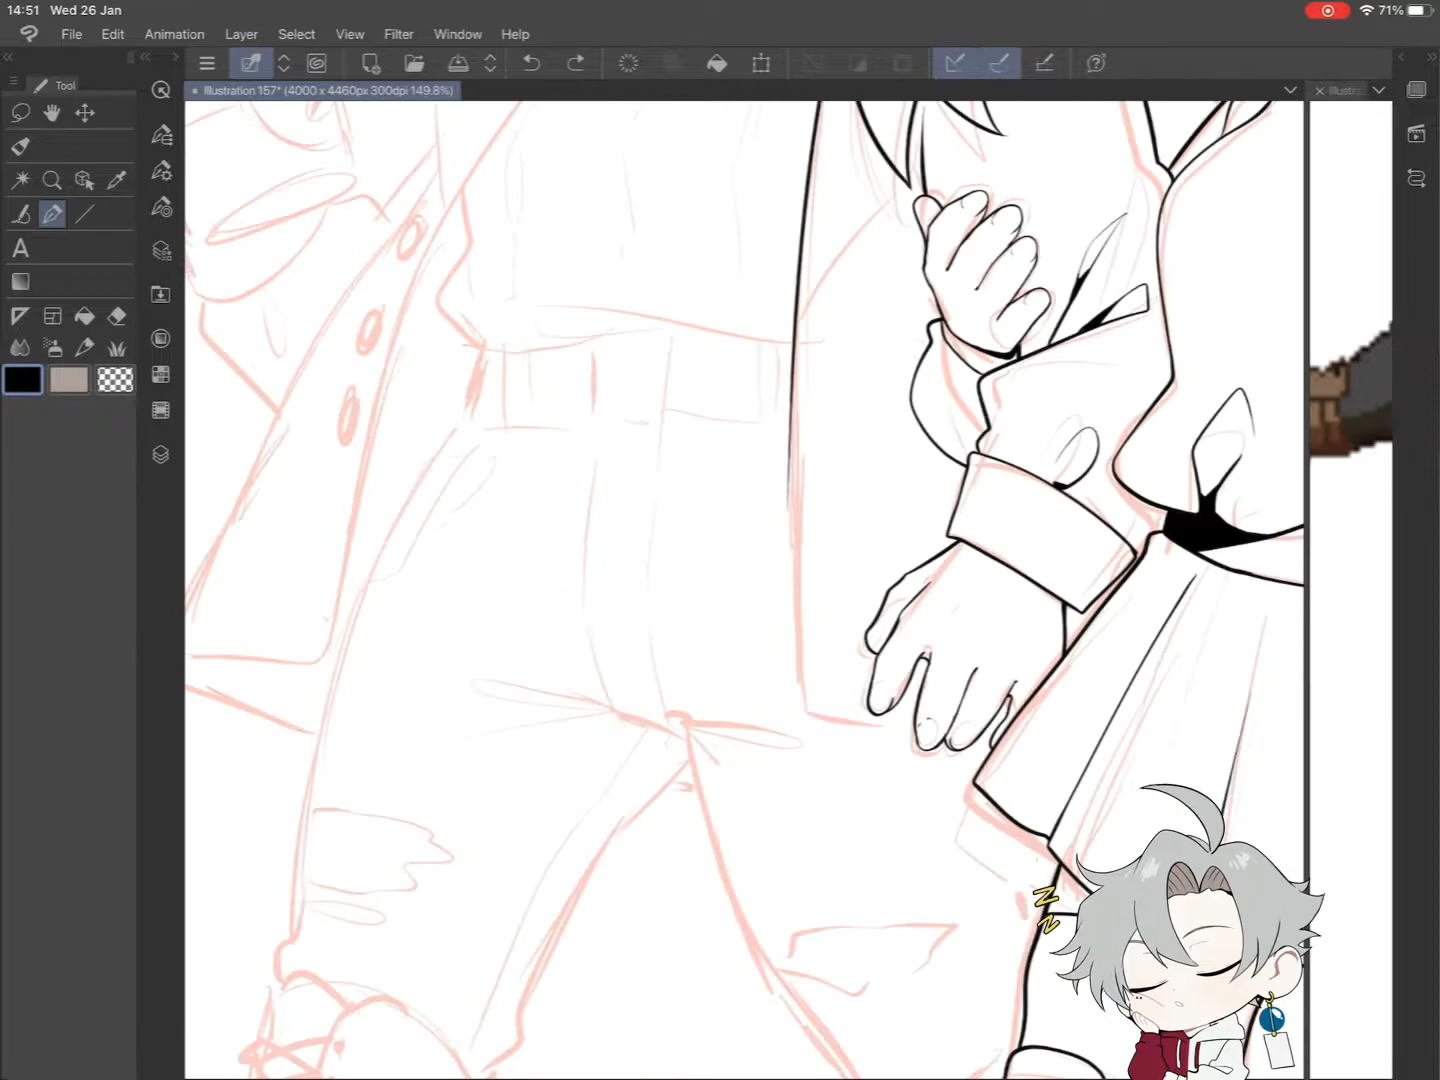 14:51 Wed 26 Jan
71%
File Edit Animation Layer Select View Filter Window Help
Tool
Illustration 157* (4000 x 4460px 300dpi 149.8%)
Illustra
A
Z
Z